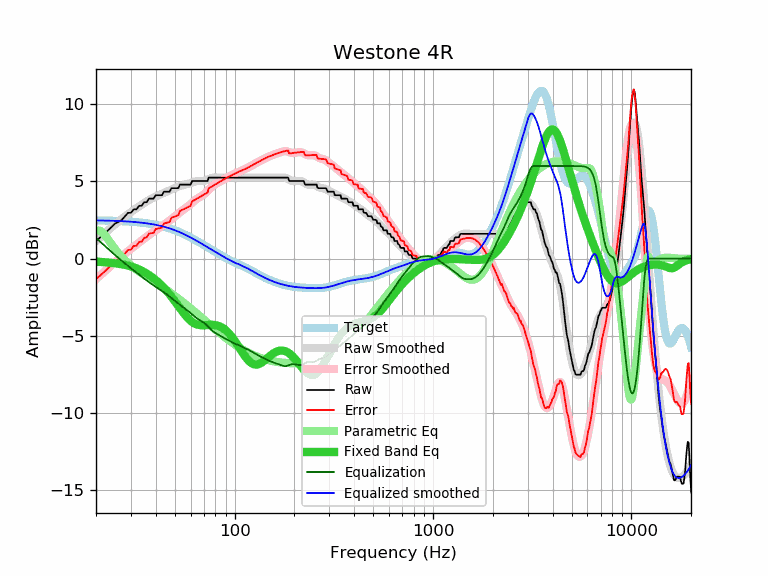 Westone 4R
10
5
0
−5
−10
−15
Amplitude (dBr)
Target
Raw Smoothed
Error Smoothed
Raw
Error
Parametric Eq
Fixed Band Eq
Equalization
Equalized smoothed
100
1000
10000
Frequency (Hz)